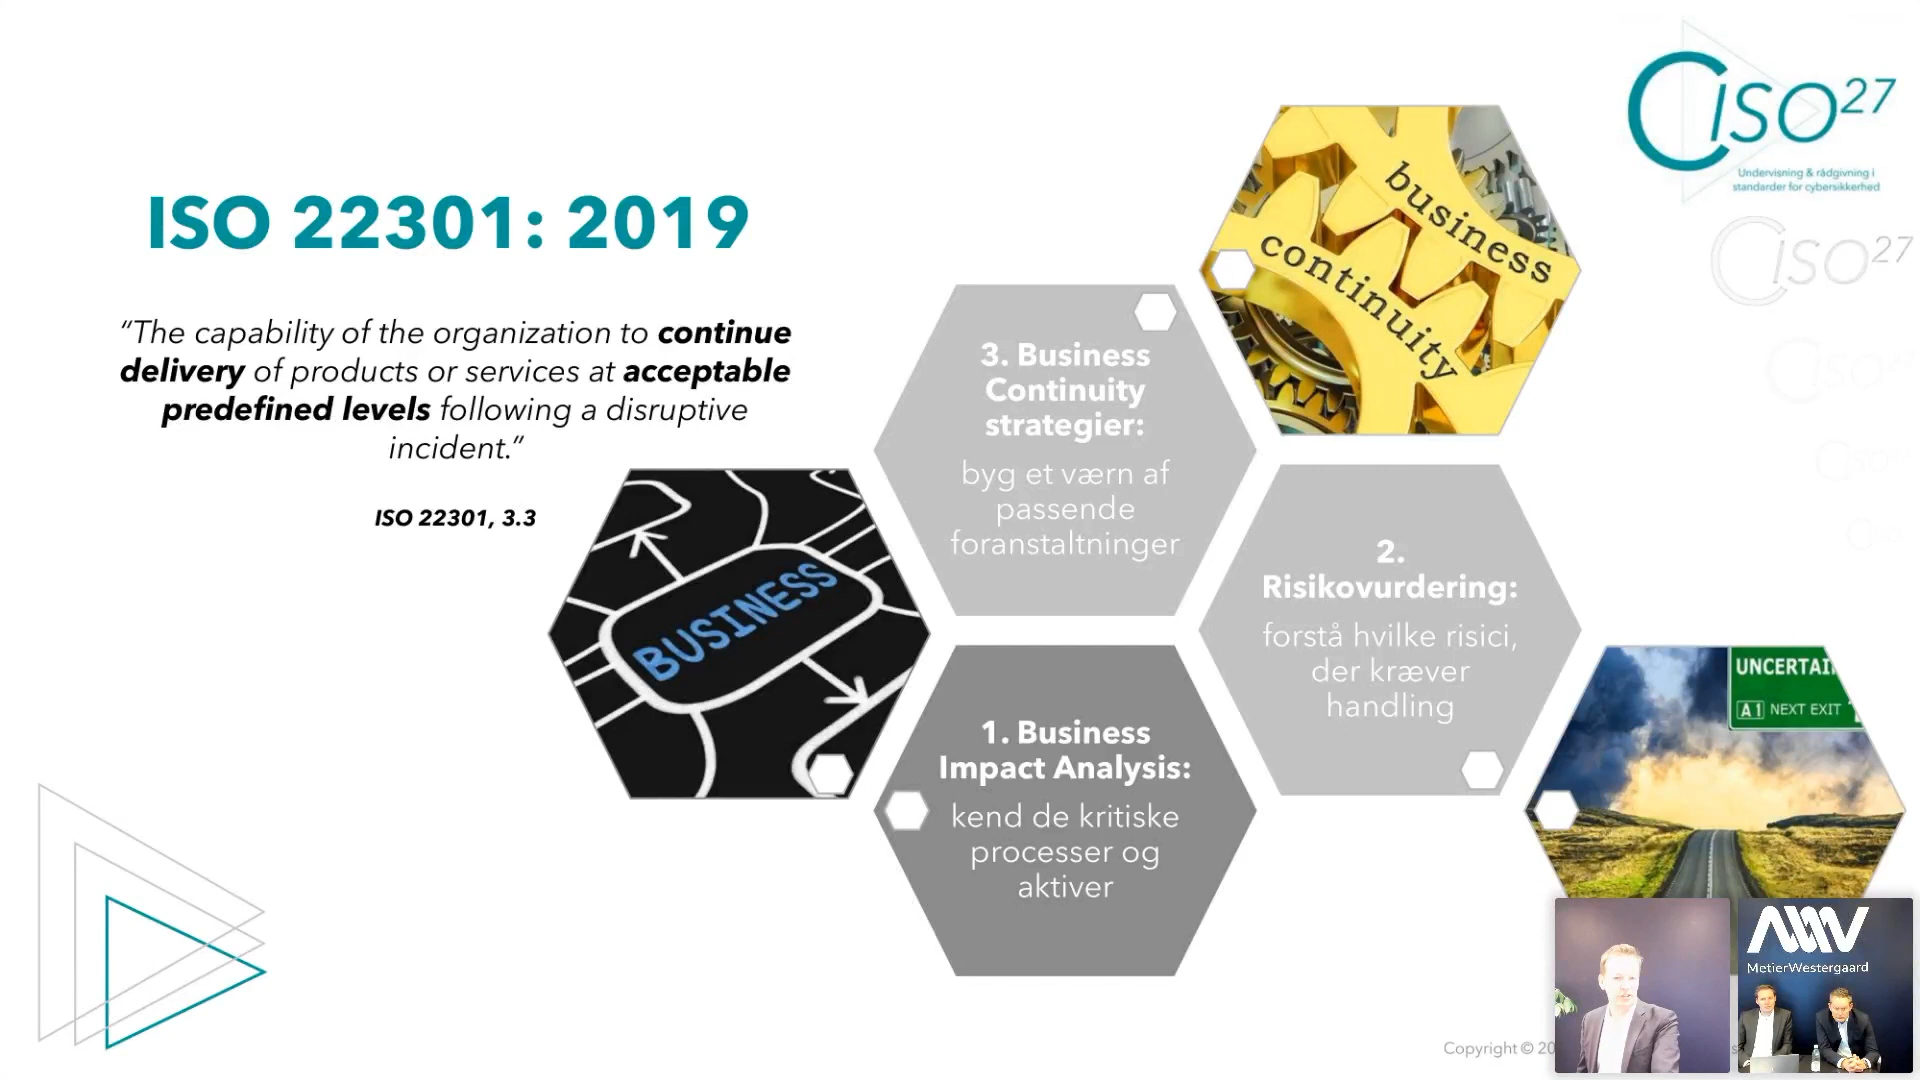 CISO27
Undervisning & rådgivning i
standarder for cybersikkerhed
ISO 22301: 2019
“The capability of the organization to continue
delivery of products or services at acceptable
predefined levels following a disruptive
incident.”
ISO 22301, 3.3
business
continuity
3. Business
Continuity
strategier:
byg et værn af
passende
foranstaltninger
BUSINESS
2.
Risikovurdering:
forstå hvilke risici,
der kræver
handling
1. Business
Impact Analysis:
kend de kritiske
processer og
aktiver
UNCERTAI
A1 NEXT EXIT
CISO27
MetierWestergaard
Copyright © 20